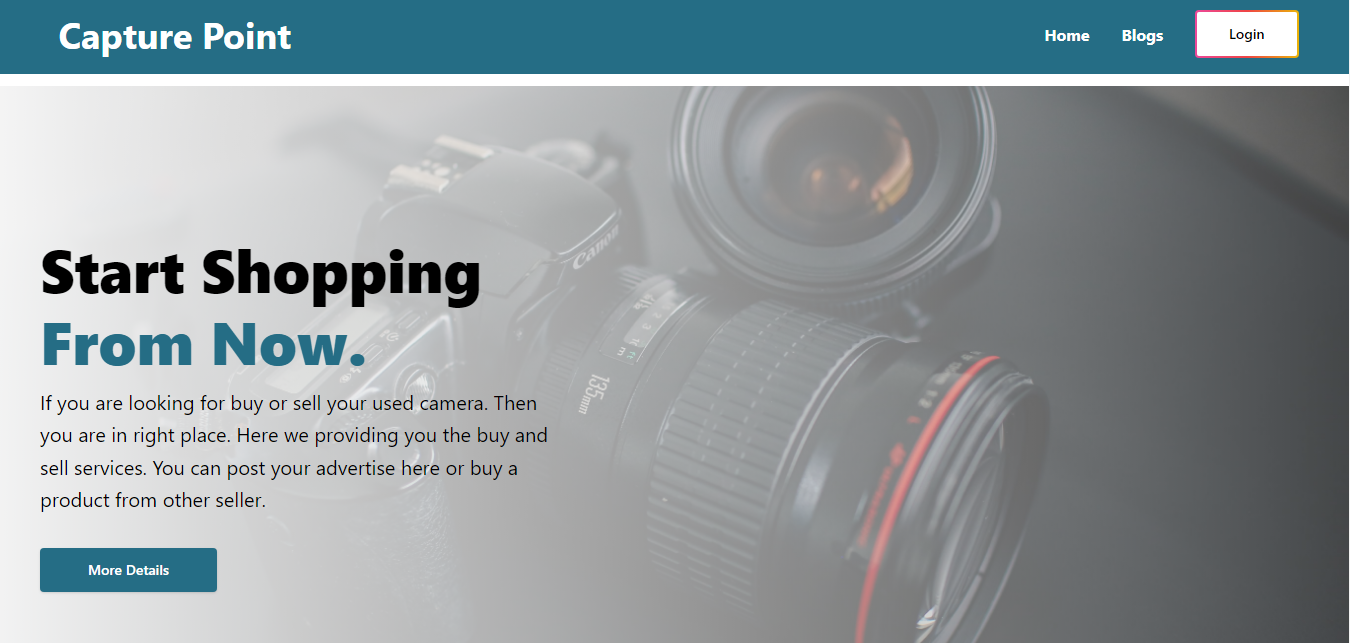 Capture Point
Home
Blogs
Login
Canon
135mm
Start Shopping
From Now.
If you are looking for buy or sell your used camera. Then
you are in right place. Here we providing you the buy and
sell services. You can post your advertise here or buy a
product from other seller.
More Details